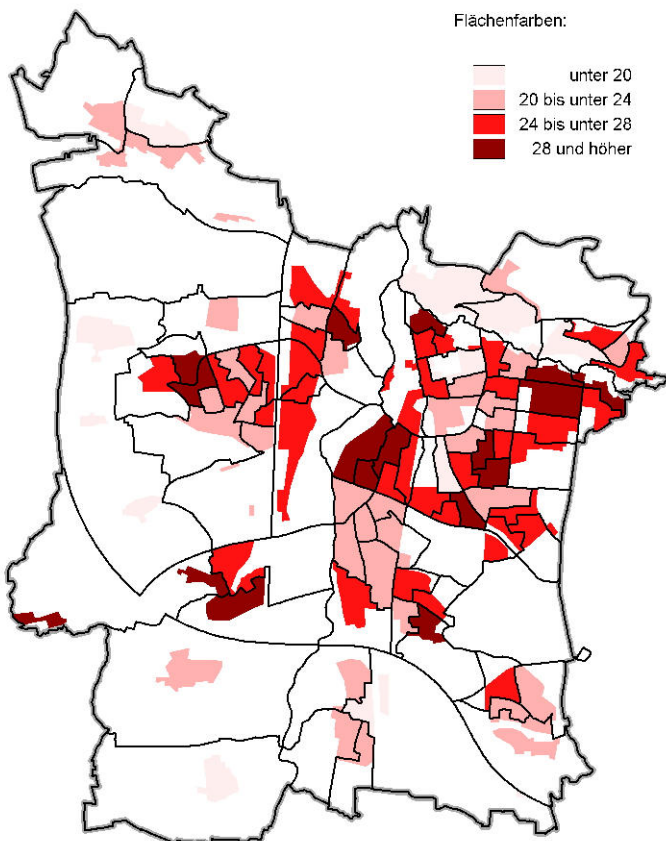 Flächenfarben:
unter 20
20 bis unter 24
24 bis unter 28
28 und höher